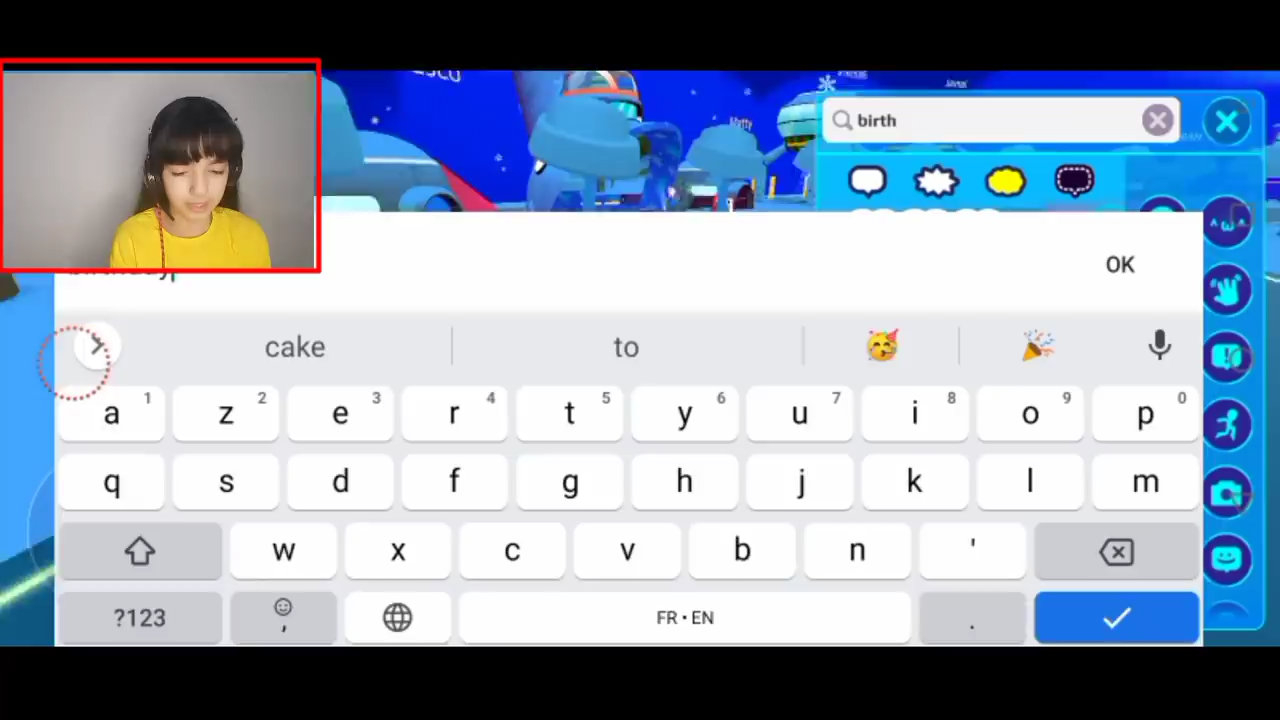 birth
OK
cake to
a 1 z 2 e 3 r 4 t 5 y 6 u 7 i 8 o 9 p 0
q s d f g h j k l m
w x c v b n '
?123 , FR • EN .